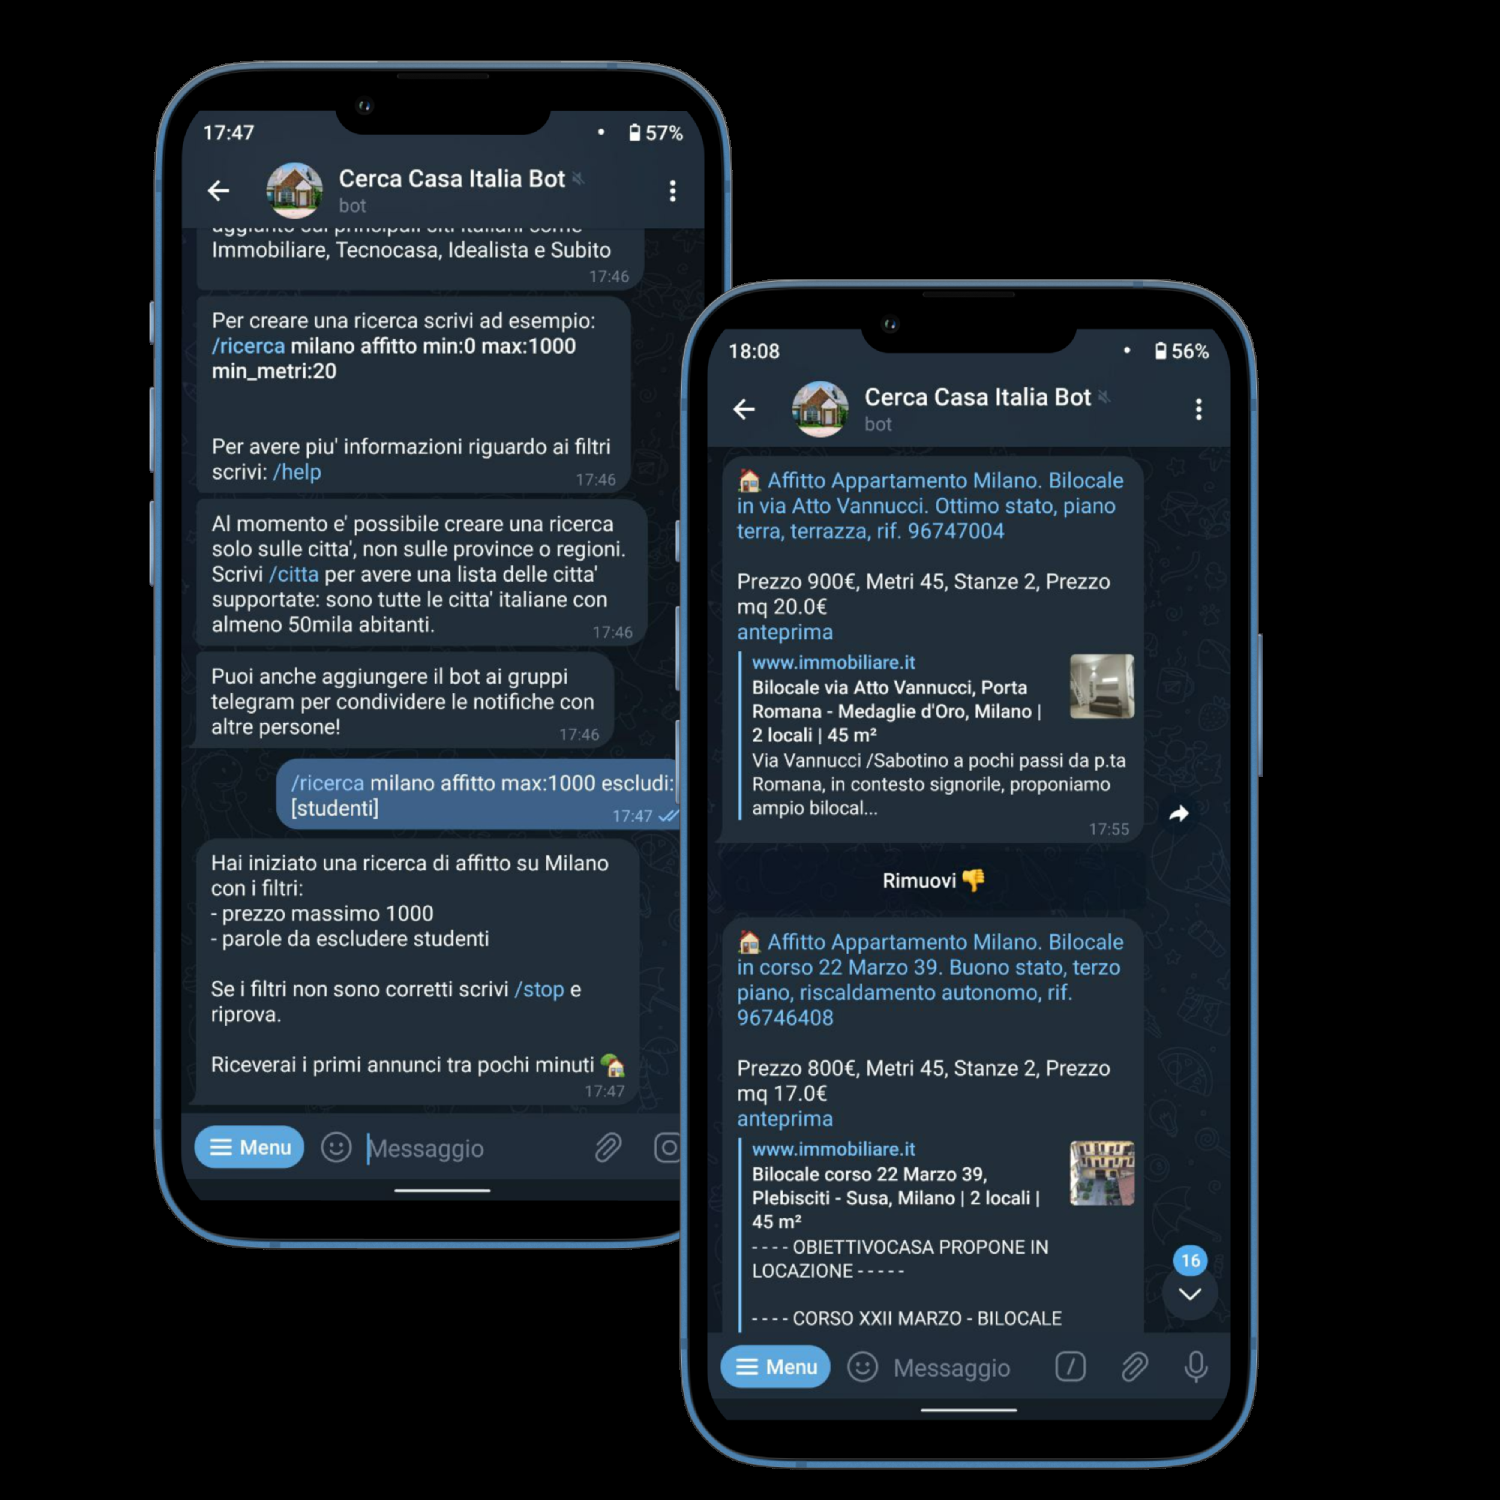 17:47
57%
Cerca Casa Italia Bot
bot
aggiunto sui principali siti italiani come
Immobiliare, Tecnocasa, Idealista e Subito
17:46
Per creare una ricerca scrivi ad esempio:
/ricerca milano affitto min:0 max:1000
min_metri:20
Per avere piu' informazioni riguardo ai filtri
scrivi: /help
17:46
Al momento e' possibile creare una ricerca
solo sulle citta', non sulle province o regioni.
Scrivi /citta per avere una lista delle citta'
supportate: sono tutte le citta' italiane con
almeno 50mila abitanti.
17:46
Puoi anche aggiungere il bot ai gruppi
telegram per condividere le notifiche con
altre persone!
17:46
/ricerca milano affitto max:1000 escludi:
[studenti]
17:47
Hai iniziato una ricerca di affitto su Milano
con i filtri:
- prezzo massimo 1000
- parole da escludere studenti
Se i filtri non sono corretti scrivi /stop e
riprova.
Riceverai i primi annunci tra pochi minuti
17:47
Menu
Messaggio
18:08
56%
Cerca Casa Italia Bot
bot
Affitto Appartamento Milano. Bilocale
in via Atto Vannucci. Ottimo stato, piano
terra, terrazza, rif. 96747004
Prezzo 900€, Metri 45, Stanze 2, Prezzo
mq 20.0€
anteprima
www.immobiliare.it
Bilocale via Atto Vannucci, Porta
Romana - Medaglie d'Oro, Milano |
2 locali | 45 m²
Via Vannucci /Sabotino a pochi passi da p.ta
Romana, in contesto signorile, proponiamo
ampio bilocal...
17:55
Rimuovi
Affitto Appartamento Milano. Bilocale
in corso 22 Marzo 39. Buono stato, terzo
piano, riscaldamento autonomo, rif.
96746408
Prezzo 800€, Metri 45, Stanze 2, Prezzo
mq 17.0€
anteprima
www.immobiliare.it
Bilocale corso 22 Marzo 39,
Plebisciti - Susa, Milano | 2 locali |
45 m²
- - - - OBIETTIVOCASA PROPONE IN
LOCAZIONE - - - - -
- - - - CORSO XXII MARZO - BILOCALE
16
Menu
Messaggio